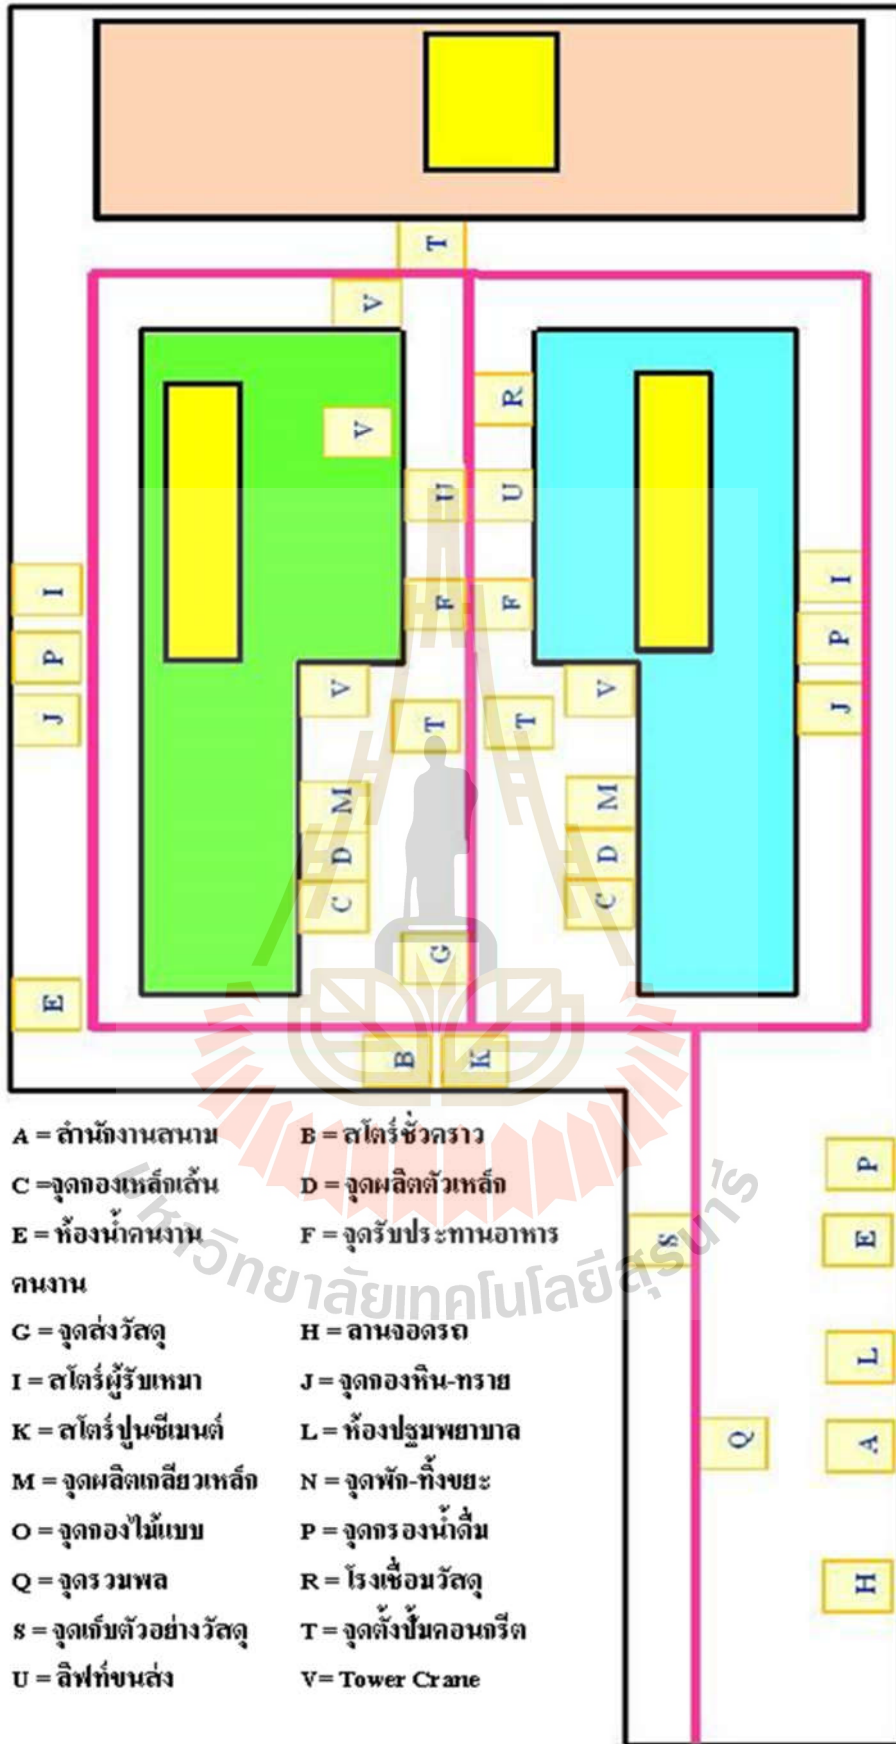 T
V
R
V
U U
F F
I I
P P
J J
V V
T T
M M
D D
C C
G
E
B K
A = สำนักงานสนาม B = สโตร์ชั่วคราว
C =จุดกองเหล็กเส้น D = จุดผลิตตัวเหล็ก
E = ห้องน้ำคนงาน F = จุดรับประทานอาหาร
คนงาน
G = จุดส่งวัสดุ H = ลานจอดรถ
I = สโตร์ผู้รับเหมา J = จุดกองหิน-ทราย
K = สโตร์ปูนซีเมนต์ L = ห้องปฐมพยาบาล
M = จุดผลิตเกลียวเหล็ก N = จุดพัก-ทิ้งขยะ
O = จุดกองไม้แบบ P = จุดกรองน้ำดื่ม
Q = จุดรวมพล R = โรงเชื่อมวัสดุ
S = จุดเก็บตัวอย่างวัสดุ T = จุดตั้งปั้มคอนกรีต
U = ลิฟท์ขนส่ง V= Tower Crane
P
S E
L
Q A
H
มหาวิทยาลัยเทคโนโลยีสุรนารี